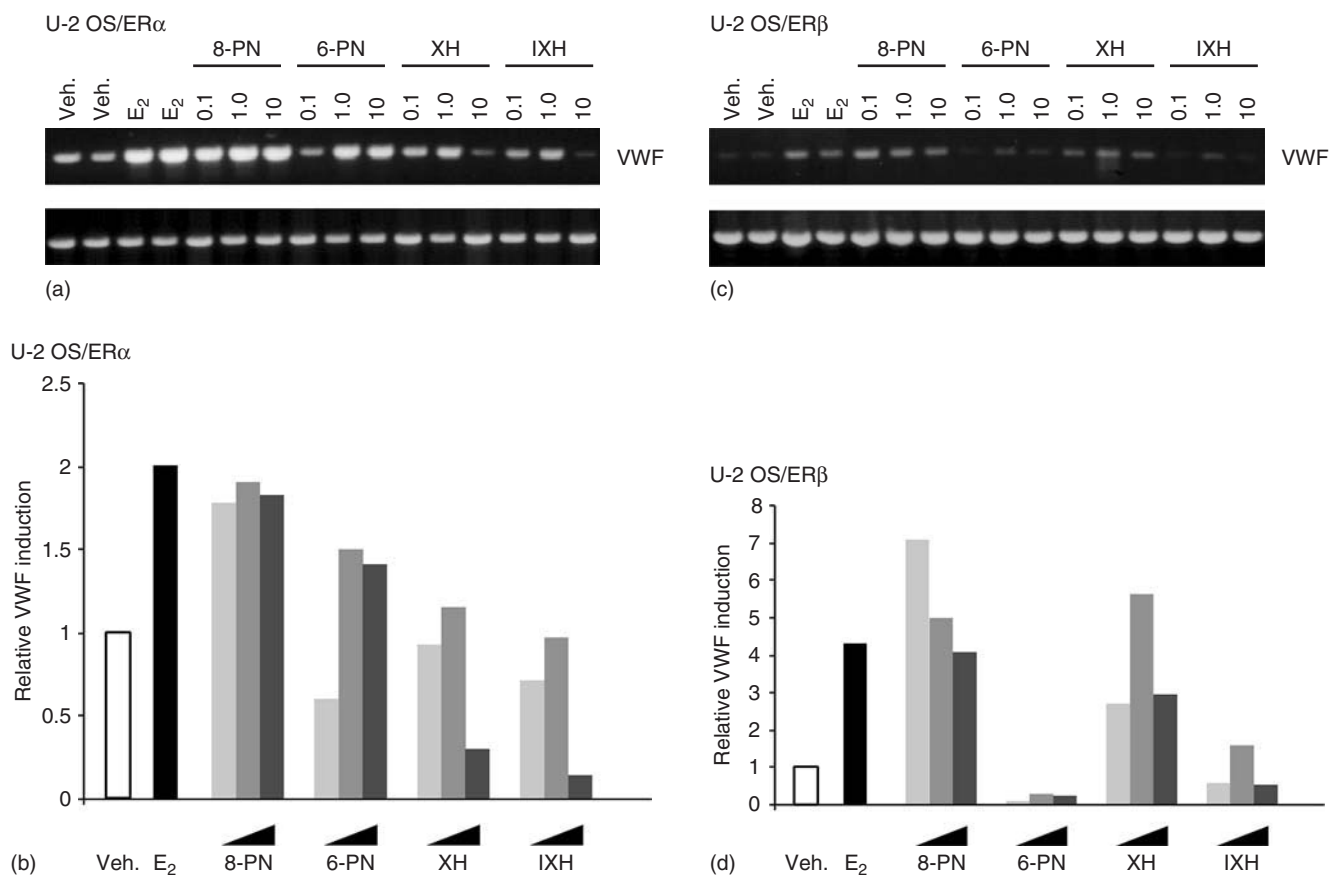 U-2 OS/ERα
8-PN 6-PN XH IXH
Veh. Veh. E₂ E₂ 0.1 1.0 10 0.1 1.0 10 0.1 1.0 10 0.1 1.0 10
VWF
(a)
U-2 OS/ERβ
8-PN 6-PN XH IXH
Veh. Veh. E₂ E₂ 0.1 1.0 10 0.1 1.0 10 0.1 1.0 10 0.1 1.0 10
VWF
(c)
U-2 OS/ERα
Relative VWF induction
2.5
2
1.5
1
0.5
0
(b) Veh. E₂ 8-PN 6-PN XH IXH
U-2 OS/ERβ
Relative VWF induction
8
7
6
5
4
3
2
1
0
(d) Veh. E₂ 8-PN 6-PN XH IXH